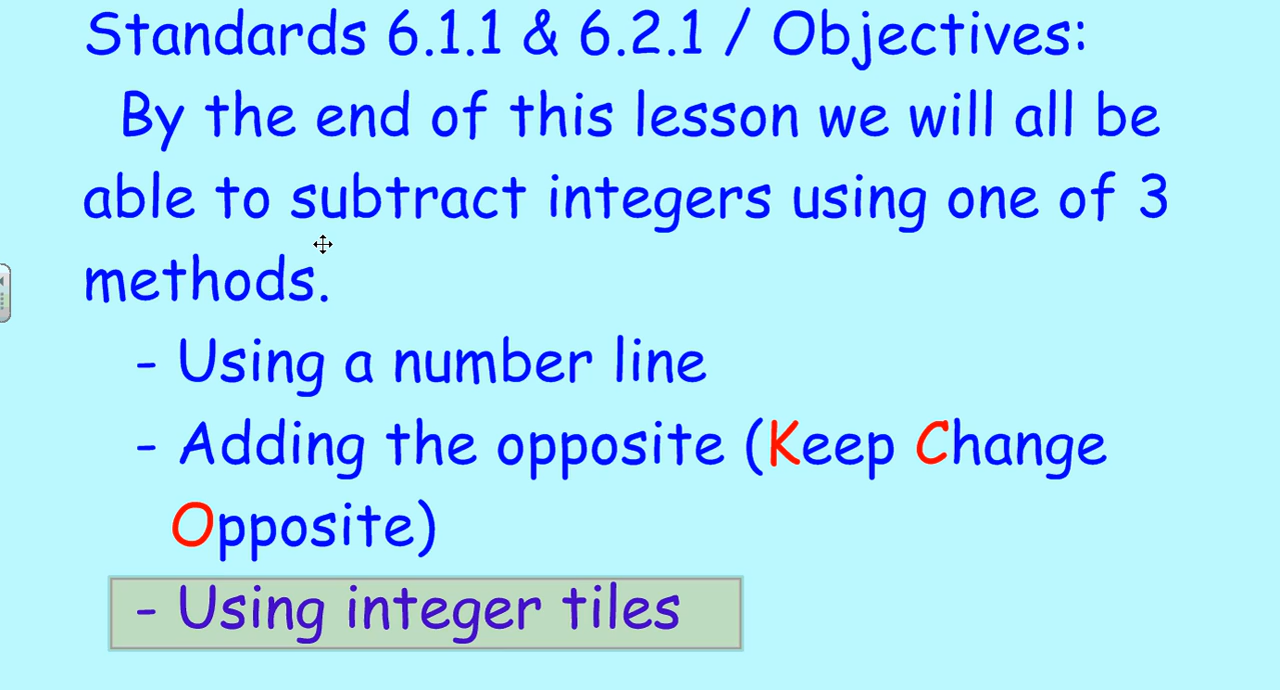 Standards 6.1.1 & 6.2.1 / Objectives:
By the end of this lesson we will all be
able to subtract integers using one of 3
methods.
- Using a number line
- Adding the opposite (Keep Change
Opposite)
- Using integer tiles